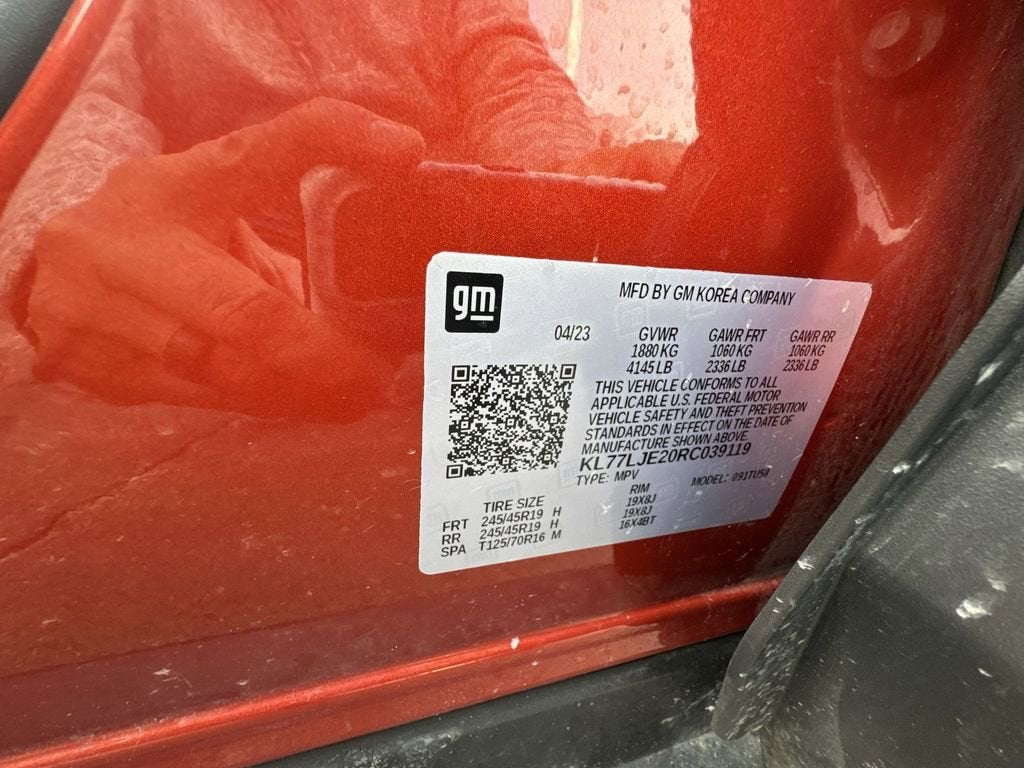 gm
MFD BY GM KOREA COMPANY
04/23 GVWR GAWR FRT GAWR RR
1880 KG 1060 KG 1060 KG
4145 LB 2336 LB 2336 LB
THIS VEHICLE CONFORMS TO ALL
APPLICABLE U.S. FEDERAL MOTOR
VEHICLE SAFETY AND THEFT PREVENTION
STANDARDS IN EFFECT ON THE DATE OF
MANUFACTURE SHOWN ABOVE.
KL77LJE20RC039119
TYPE: MPV MODEL: 091TU58
TIRE SIZE RIM
FRT 245/45R19 H 19X8J
RR 245/45R19 H 19X8J
SPA T125/70R16 M 16X4BT